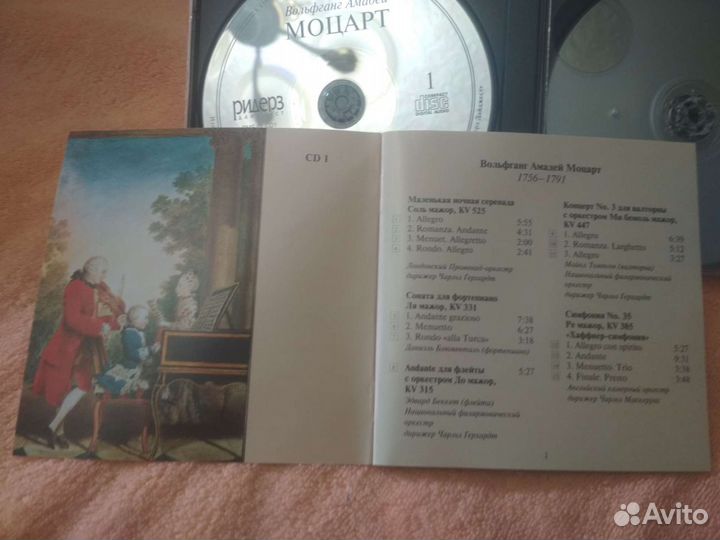 Вольфганг Амадей
МОЦАРТ
РИДЕРЗ
ДАЙДЖЕСТ
1
COMPACT
disc
DIGITAL AUDIO
CD 1
Вольфганг Амадей Моцарт
1756–1791
Маленькая ночная серенада
Соль мажор, KV 525
1. Allegro 5:55
2. Romanza. Andante 4:31
3. Menuet. Allegretto 2:00
4. Rondo. Allegro 2:41
Лондонский Променад-оркестр
дирижер Чарльз Герхардт
Соната для фортепиано
Ля мажор, KV 331
1. Andante grazioso 7:38
2. Menuetto 6:27
3. Rondo «alla Turca» 3:18
(фортепиано)
Andante для флейты 5:27
с оркестром До мажор,
KV 315
Эдвард Беккет (флейта)
Национальный филармонический
оркестр
дирижер Чарльз Герхардт
Концерт No. 3 для валторны
с оркестром Ми бемоль мажор,
KV 447
1. Allegro 6:39
2. Romanza. Larghetto 5:12
3. Allegro 3:27
(валторна)
Национальный филармонический
оркестр
дирижер Чарльз Герхардт
Симфония No. 35
Ре мажор, KV 385
«Хаффнер-симфония»
1. Allegro con spirito 5:27
2. Andante 9:31
3. Menuetto. Trio 3:38
4. Finale. Presto 3:48
Английский камерный оркестр
дирижер Чарльз Маккеррас
1
Avito